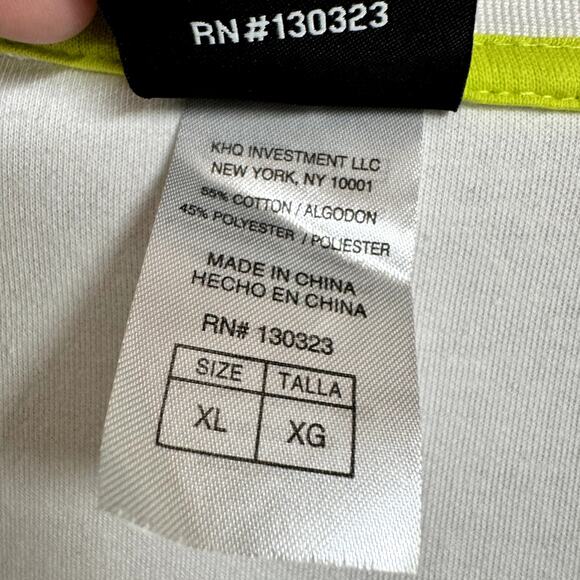 RN#130323
KHQ INVESTMENT LLC
NEW YORK, NY 10001
55% COTTON / ALGODON
45% POLYESTER / POLIESTER
MADE IN CHINA
HECHO EN CHINA
RN# 130323
SIZE TALLA
XL XG